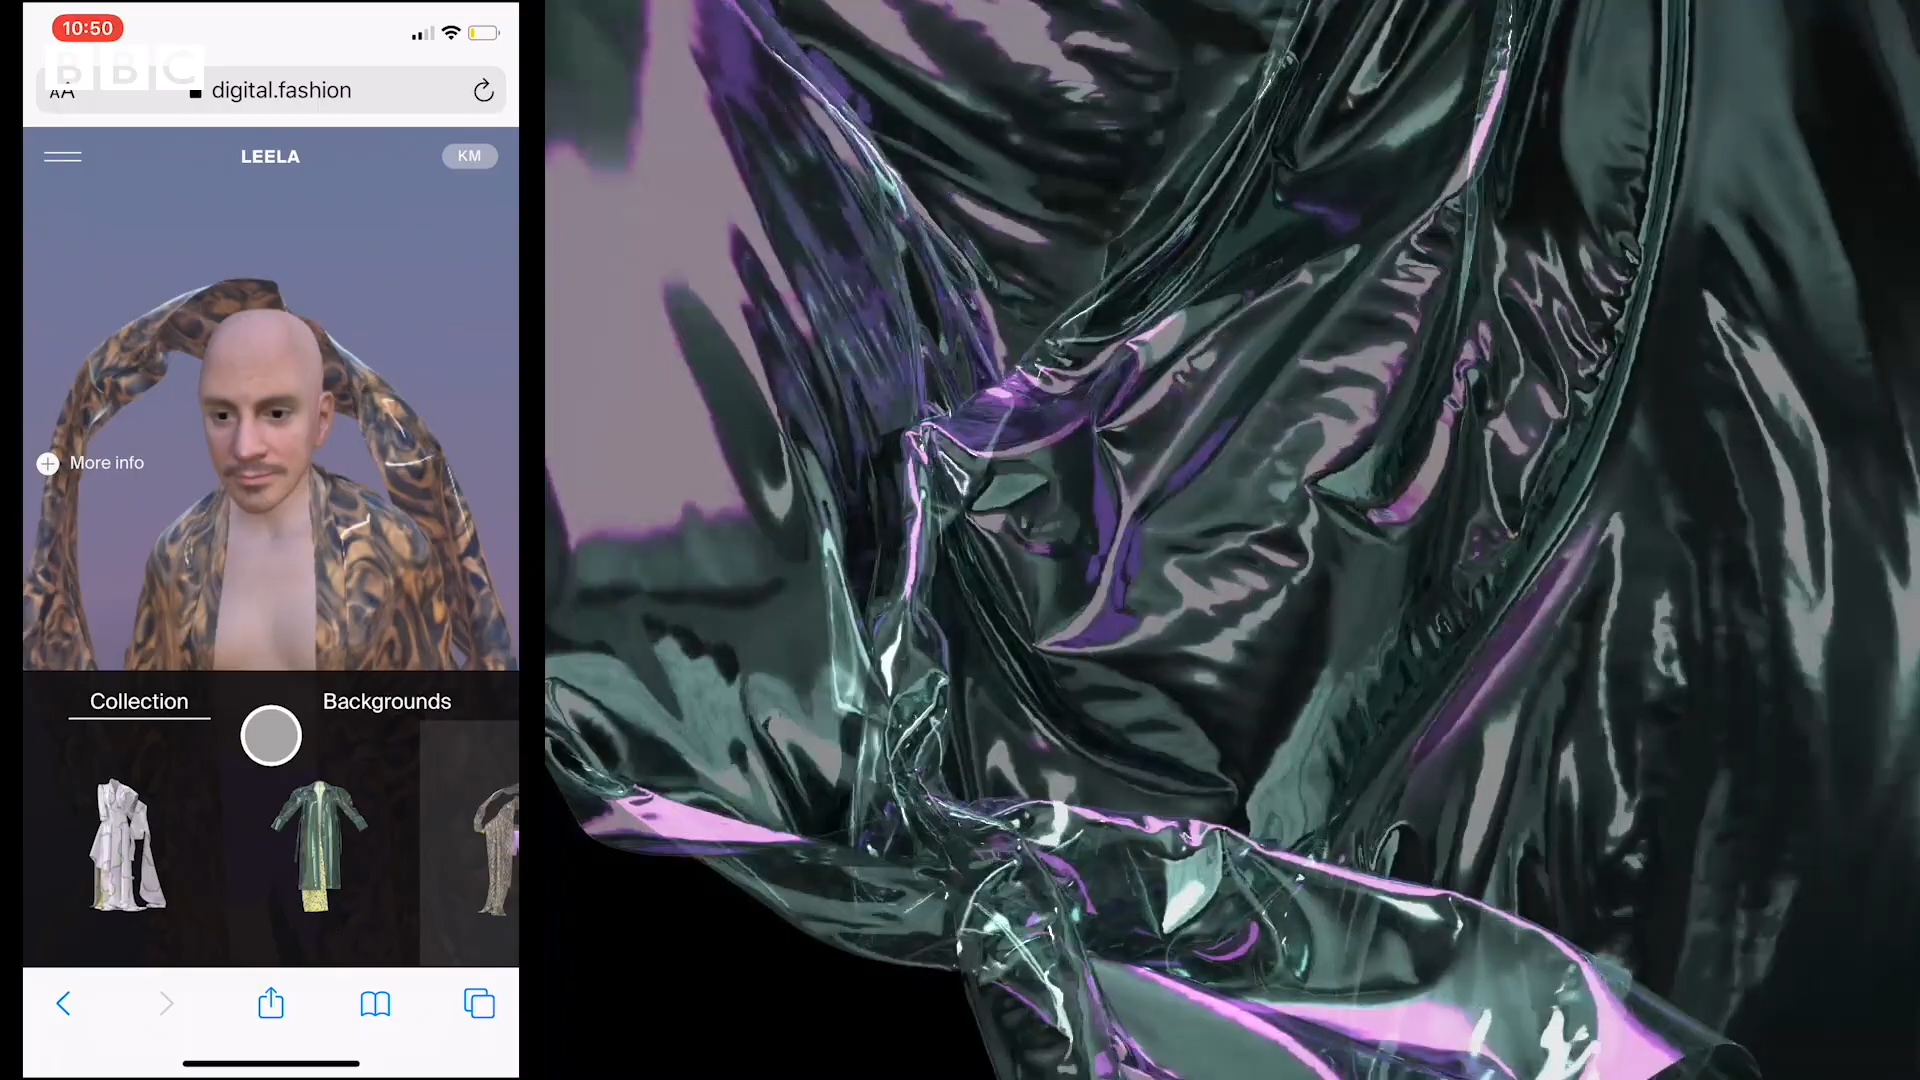 10:50
BBC
AA digital.fashion
LEELA
KM
More info
Collection
Backgrounds